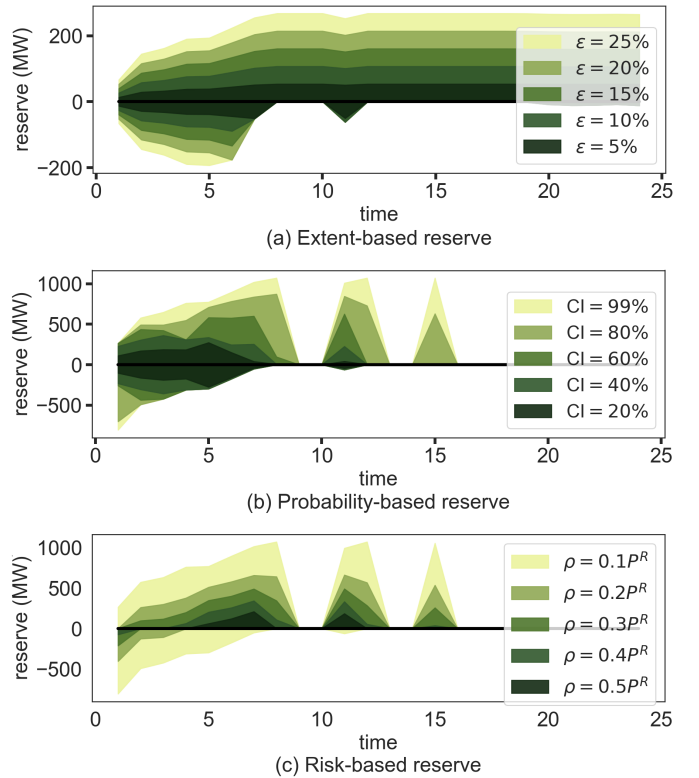 reserve (MW)
200
0
−200
ε = 25%
ε = 20%
ε = 15%
ε = 10%
ε = 5%
0 5 10 15 20 25
time
(a) Extent-based reserve
reserve (MW)
1000
500
0
−500
CI = 99%
CI = 80%
CI = 60%
CI = 40%
CI = 20%
0 5 10 15 20 25
time
(b) Probability-based reserve
reserve (MW)
1000
500
0
−500
ρ = 0.1P^R
ρ = 0.2P^R
ρ = 0.3P^R
ρ = 0.4P^R
ρ = 0.5P^R
0 5 10 15 20 25
time
(c) Risk-based reserve